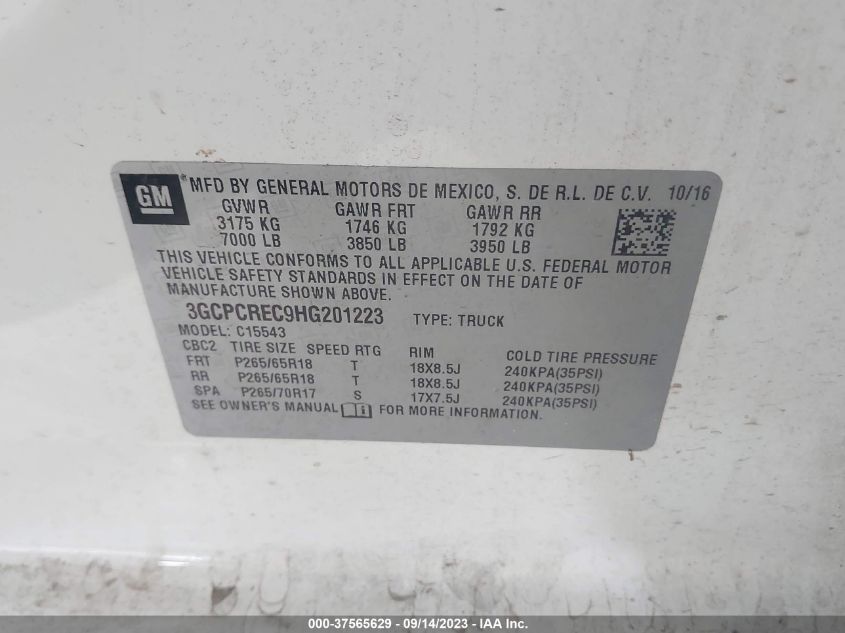 GM MFD BY GENERAL MOTORS DE MEXICO, S. DE R.L. DE C.V. 10/16
GVWR GAWR FRT GAWR RR
3175 KG 1746 KG 1792 KG
7000 LB 3850 LB 3950 LB
THIS VEHICLE CONFORMS TO ALL APPLICABLE U.S. FEDERAL MOTOR
VEHICLE SAFETY STANDARDS IN EFFECT ON THE DATE OF
MANUFACTURE SHOWN ABOVE.
3GCPCREC9HG201223 TYPE: TRUCK
MODEL: C15543
CBC2 TIRE SIZE SPEED RTG RIM COLD TIRE PRESSURE
FRT P265/65R18 T 18X8.5J 240KPA(35PSI)
RR P265/65R18 T 18X8.5J 240KPA(35PSI)
SPA P265/70R17 S 17X7.5J 240KPA(35PSI)
SEE OWNER'S MANUAL FOR MORE INFORMATION.
000-37565629 - 09/14/2023 - IAA Inc.